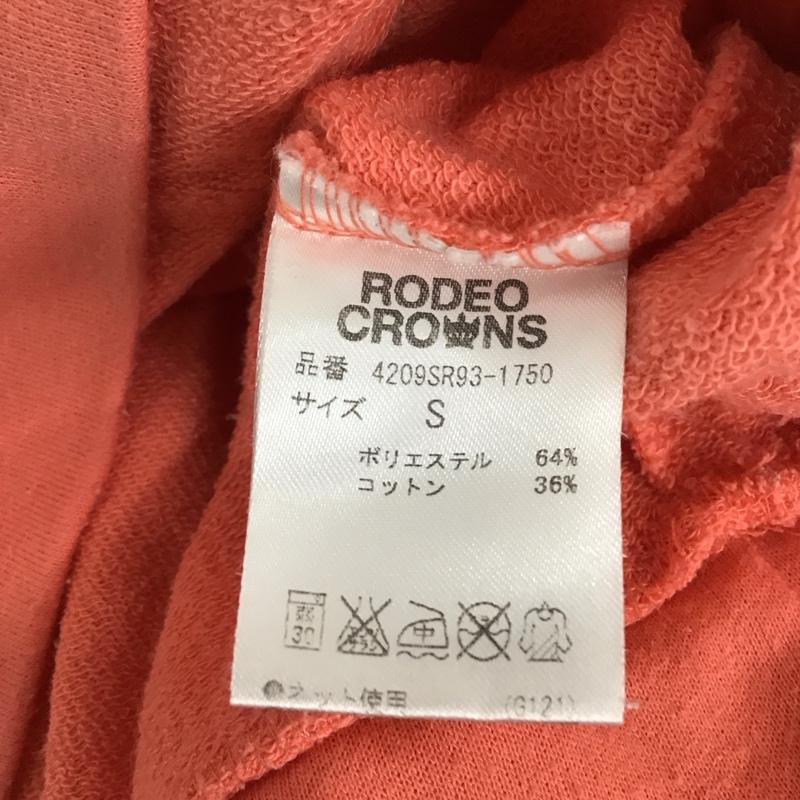 RODEO
CROWNS
品番 4209SR93-1750
サイズ S
ポリエステル 64%
コットン 36%
弱
30
中
ネット使用 (G121)